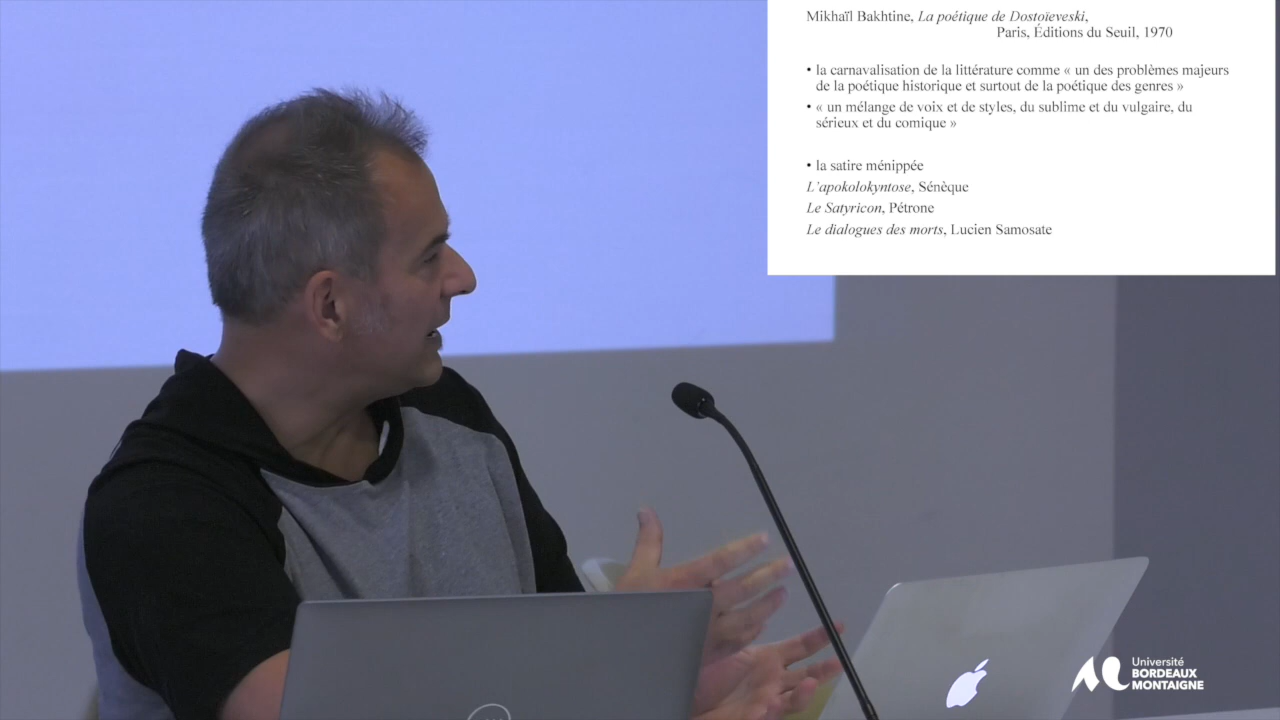 Mikhaïl Bakhtine, La poétique de Dostoïeveski,
Paris, Éditions du Seuil, 1970
• la carnavalisation de la littérature comme « un des problèmes majeurs
de la poétique historique et surtout de la poétique des genres »
• « un mélange de voix et de styles, du sublime et du vulgaire, du
sérieux et du comique »
• la satire ménippée
L'apokolokyntose, Sénèque
Le Satyricon, Pétrone
Le dialogues des morts, Lucien Samosate
Université
BORDEAUX
MONTAIGNE